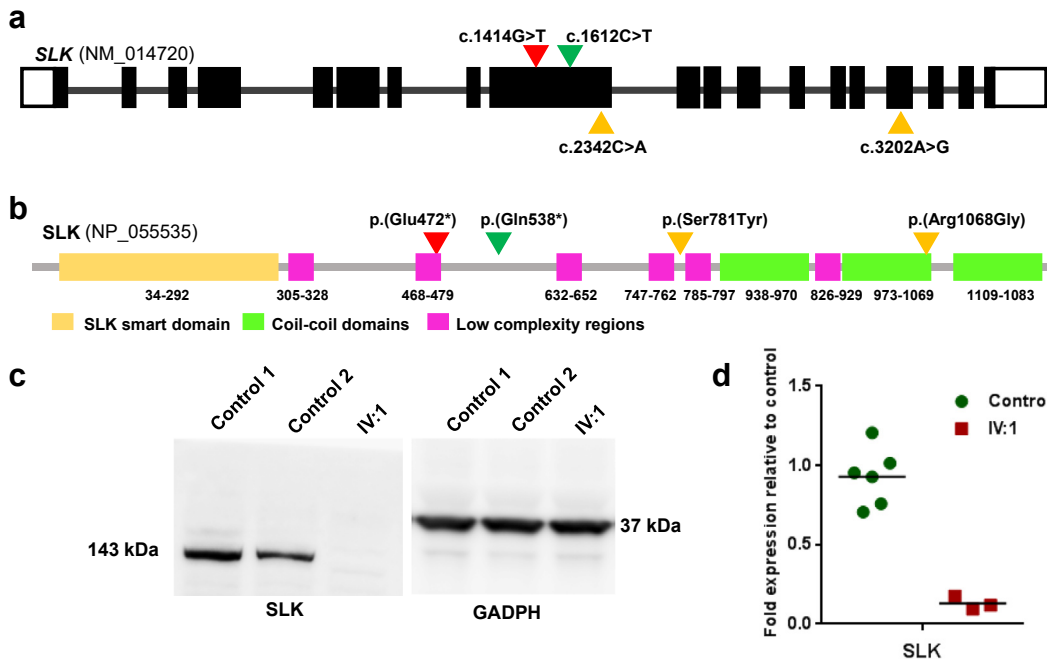 a
SLK (NM_014720)
c.1414G>T
c.1612C>T
c.2342C>A
c.3202A>G
b
SLK (NP_055535)
p.(Glu472*)
p.(Gln538*)
p.(Ser781Tyr)
p.(Arg1068Gly)
34-292
305-328
468-479
632-652
747-762
785-797
938-970
826-929
973-1069
1109-1083
SLK smart domain
Coil-coil domains
Low complexity regions
c
Control 1
Control 2
IV:1
Control 1
Control 2
IV:1
143 kDa
37 kDa
SLK
GADPH
d
Fold expression relative to control
1.5
1.0
0.5
0.0
Contro
IV:1
SLK